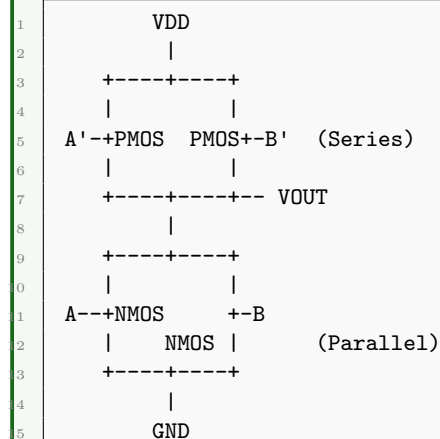 1            VDD
2             |
3        +----+----+
4        |         |
5    A'-+PMOS  PMOS+-B'  (Series)
6        |         |
7        +----+----+-- VOUT
8             |
9        +----+----+
10       |         |
11   A--+NMOS     +-B
12       |    NMOS |      (Parallel)
13       +----+----+
14            |
15           GND